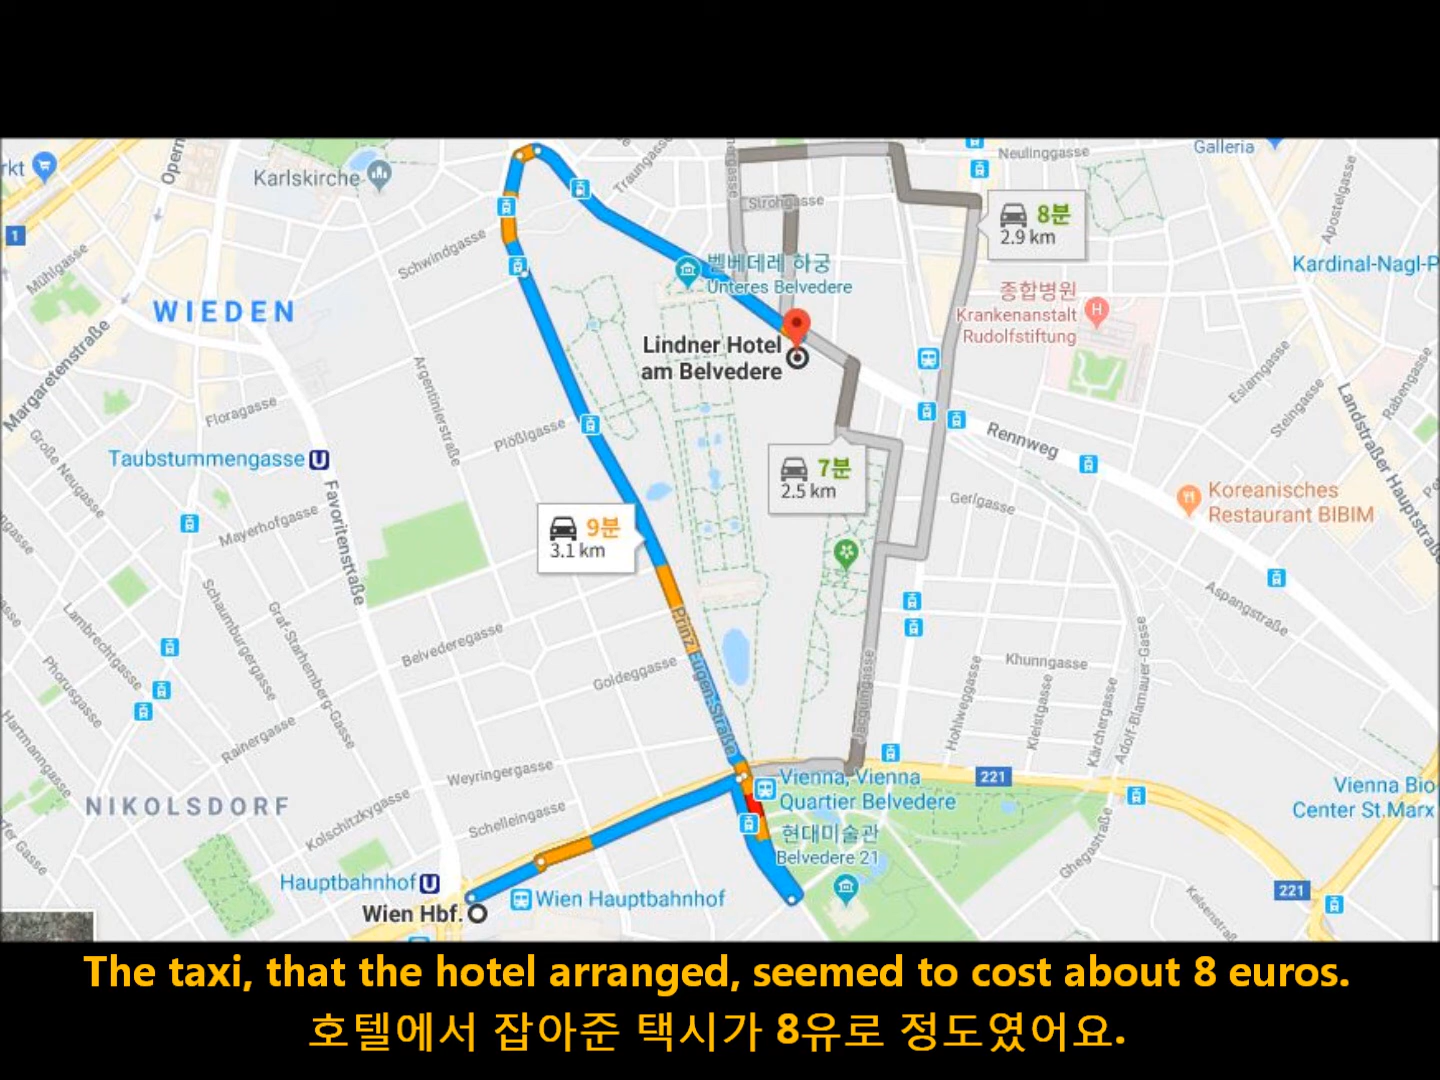 rkt
Opern
Karlskirche
Traungasse
Neulinggasse
Galleria
Strohgasse
8분
2.9 km
Apostelgasse
1
Mühlgasse
Schwindgasse
벨베데레 하궁
Unteres Belvedere
Kardinal-Nagl-P
WIEDEN
종합병원
Krankenanstalt
Rudolfstiftung
H
Lindner Hotel
am Belvedere
Margaretenstraße
Argentinierstraße
Floragasse
Plößlgasse
Eslarngasse
Steingasse
Rabengasse
Landstraßer Hauptstraße
Große Neugasse
Taubstummengasse U
Rennweg
7분
2.5 km
Favoritenstraße
Mayerhofgasse
Gerlgasse
Koreanisches
Restaurant BIBIM
9분
3.1 km
Aspangstraße
Schaumburgergasse
Graf-Starhemberg-Gasse
Lambrechtgasse
Phorusgasse
Belvederegasse
Goldeggasse
Prinz-Eugen-Straße
Jacquingasse
Khunngasse
Hohlweggasse
Kleistgasse
Kärchergasse
Adolf-Blamauer-Gasse
Hartmanngasse
Rainergasse
Weyringergasse
Vienna, Vienna
Quartier Belvedere
221
Vienna Bio
Center St.Marx
NIKOLSDORF
Kolschitzkygasse
Schelleingasse
현대미술관
Belvedere 21
Ghegastraße
Hauptbahnhof U
Wien Hauptbahnhof
Wien Hbf.
221
Kelsenstraße
The taxi, that the hotel arranged, seemed to cost about 8 euros.
호텔에서 잡아준 택시가 8유로 정도였어요.